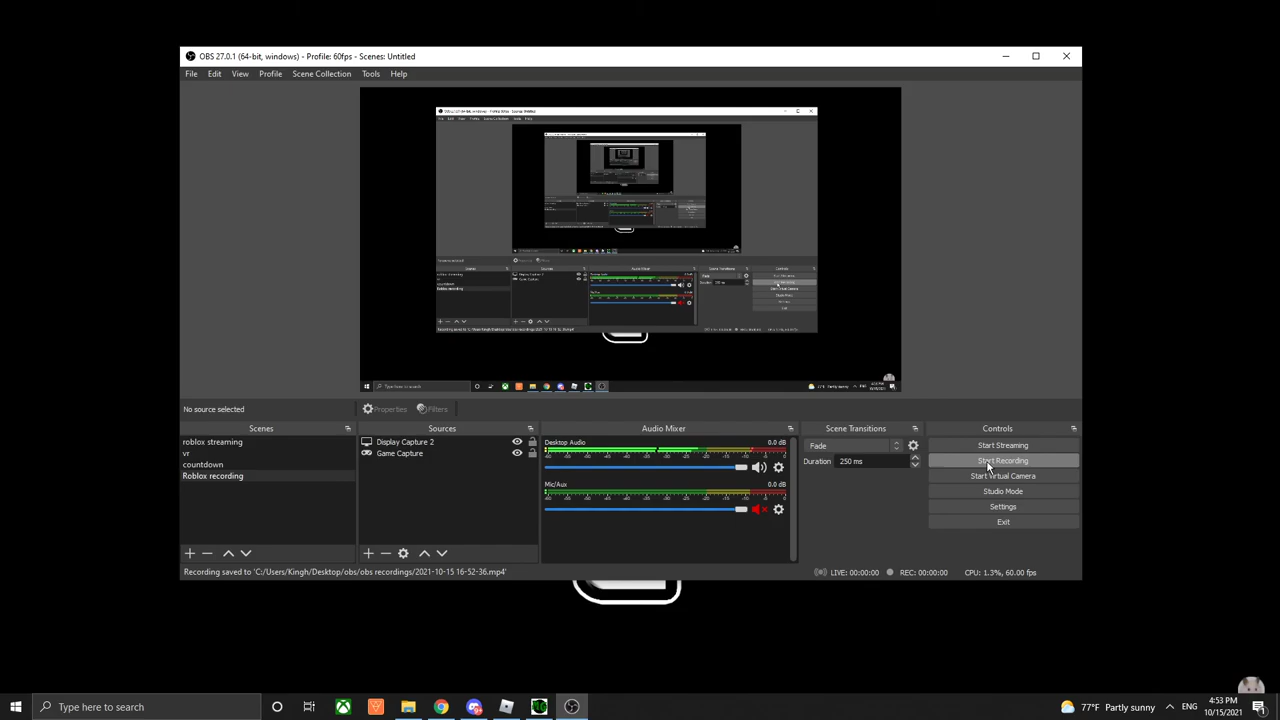 OBS 27.0.1 (64-bit, windows) - Profile: 60fps - Scenes: Untitled
File Edit View Profile Scene Collection Tools Help
No source selected
Properties Filters
Scenes
roblox streaming
vr
countdown
Roblox recording
Sources
Display Capture 2
Game Capture
Audio Mixer
Desktop Audio 0.0 dB
Mic/Aux 0.0 dB
Scene Transitions
Fade
Duration 250 ms
Controls
Start Streaming
Start Recording
Start Virtual Camera
Studio Mode
Settings
Exit
Recording saved to 'C:/Users/Kingh/Desktop/obs/obs recordings/2021-10-15 16-52-36.mp4'
LIVE: 00:00:00 REC: 00:00:00 CPU: 1.3%, 60.00 fps
Type here to search
77°F Partly sunny ENG
4:53 PM
10/15/2021